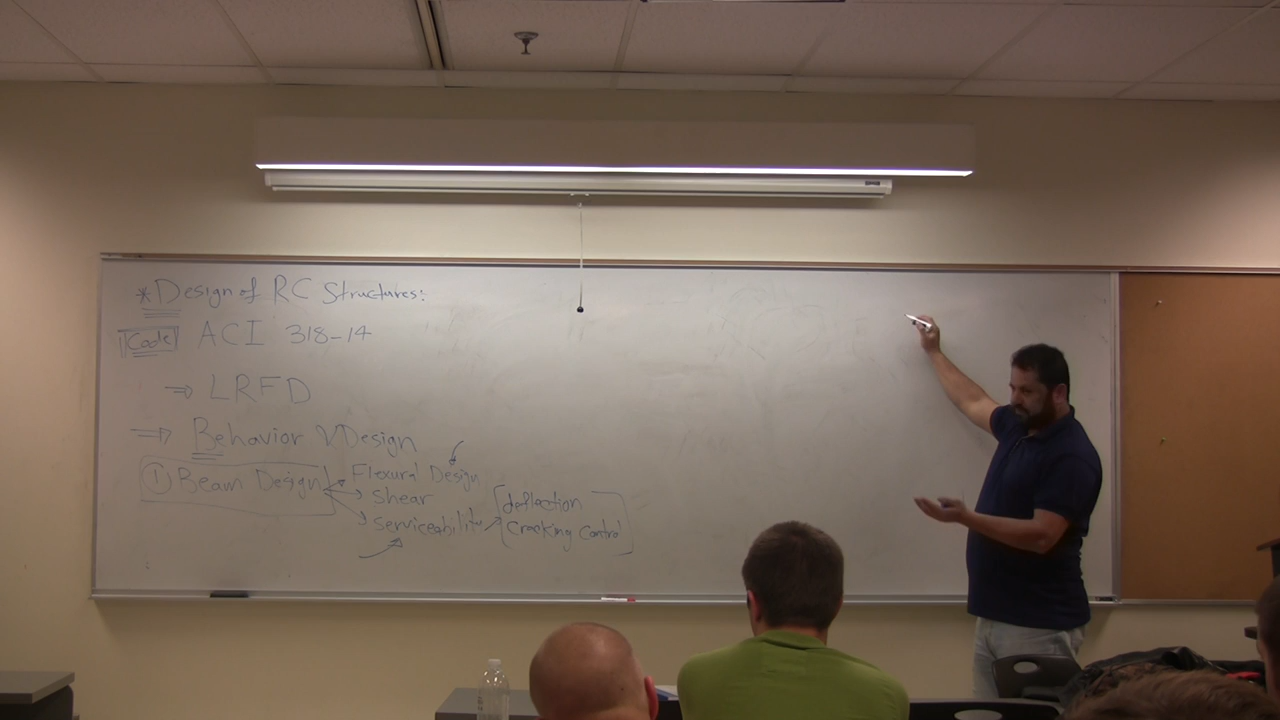 *Design of RC Structures:
Code ACI 318-14
⇒ LRFD
⇒ Behavior & Design
① Beam Design → Flexural Design
→ shear
→ serviceability → deflection
cracking control